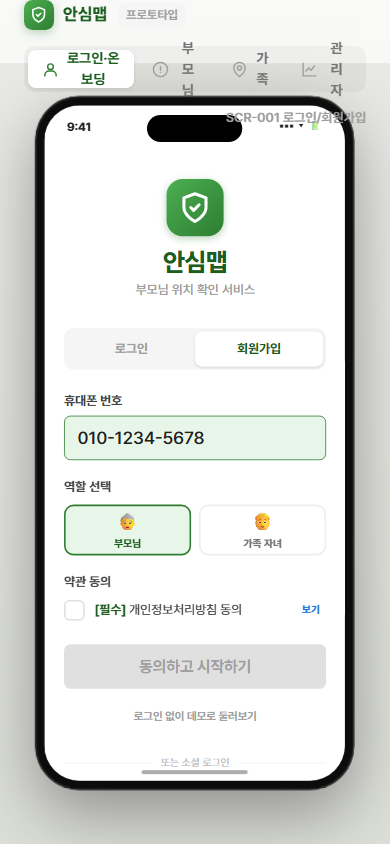 안심맵 프로토타입
로그인·온
보딩
부
모
님
가
족
관
리
자
SCR-001 로그인/회원가입
9:41
안심맵
부모님 위치 확인 서비스
로그인 회원가입
휴대폰 번호
010-1234-5678
역할 선택
부모님 가족 자녀
약관 동의
[필수] 개인정보처리방침 동의 보기
동의하고 시작하기
로그인 없이 데모로 둘러보기
또는 소셜 로그인